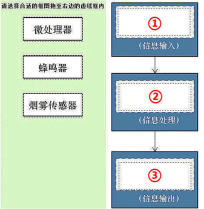 请选择合适的框图拖至右边的虚线框内
微处理器
蜂鸣器
烟雾传感器
①
(信息输入)
②
(信息处理)
③
(信息输出)